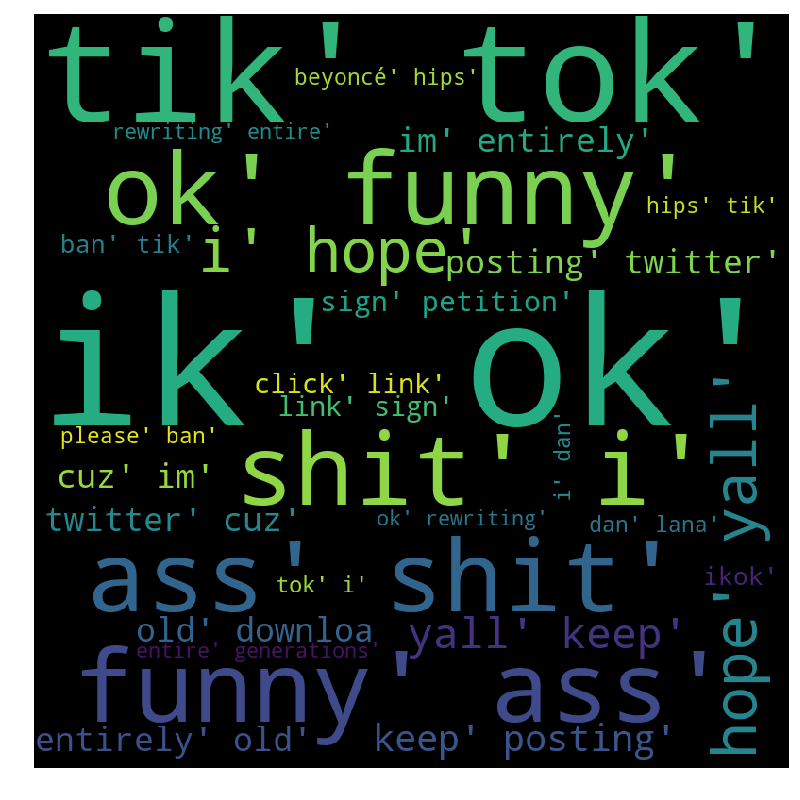 tik' tok'
beyoncé' hips'
rewriting' entire'
im' entirely'
ok' funny'
hips' tik'
ban' tik'
i' hope'
posting' twitter'
sign' petition'
ik' ok'
click' link'
link' sign'
please' ban'
shit' i'
i' dan'
hope' yall'
cuz' im'
twitter' cuz'
ok' rewriting'
dan' lana'
ass' shit'
tok' i'
ikok'
old' downloa
yall' keep'
entire' generations'
funny' ass'
entirely' old'
keep' posting'